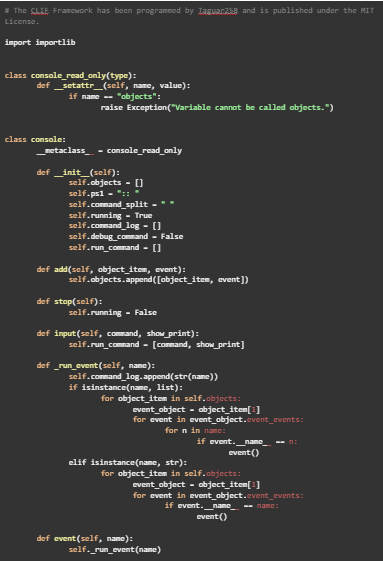 # The CLIF Framework has been programmed by Jaguar258 and is published under the MIT
License.
import importlib
class console_read_only(type):
def __setattr__(self, name, value):
if name == "objects":
raise Exception("Variable cannot be called objects.")
class console:
__metaclass__ = console_read_only
def __init__(self):
self.objects = []
self.ps1 = ":: "
self.command_split = " "
self.running = True
self.command_log = []
self.debug_command = False
self.run_command = []
def add(self, object_item, event):
self.objects.append([object_item, event])
def stop(self):
self.running = False
def input(self, command, show_print):
self.run_command = [command, show_print]
def _run_event(self, name):
self.command_log.append(str(name))
if isinstance(name, list):
for object_item in self.objects:
event_object = object_item[1]
for event in event_object.event_events:
for n in name:
if event.__name__ == n:
event()
elif isinstance(name, str):
for object_item in self.objects:
event_object = object_item[1]
for event in event_object.event_events:
if event.__name__ == name:
event()
def event(self, name):
self._run_event(name)